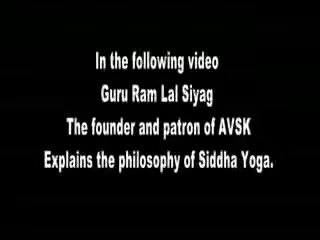 In the following video
Guru Ram Lal Siyag
The founder and patron of AVSK
Explains the philosophy of Siddha Yoga.